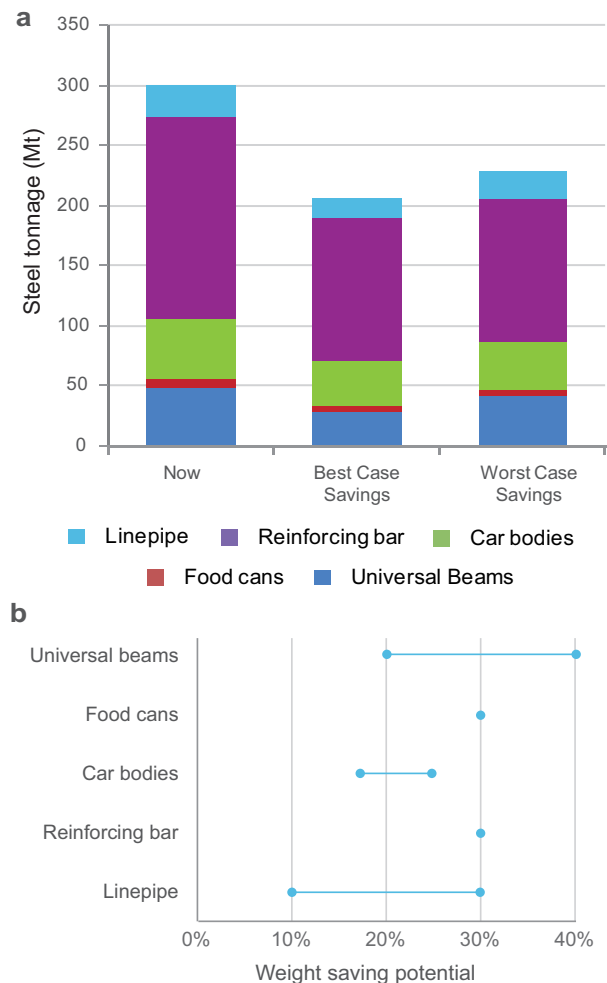 a
Steel tonnage (Mt)
350
300
250
200
150
100
50
0
Now
Best Case
Savings
Worst Case
Savings
Linepipe
Reinforcing bar
Car bodies
Food cans
Universal Beams
b
Universal beams
Food cans
Car bodies
Reinforcing bar
Linepipe
0% 10% 20% 30% 40%
Weight saving potential